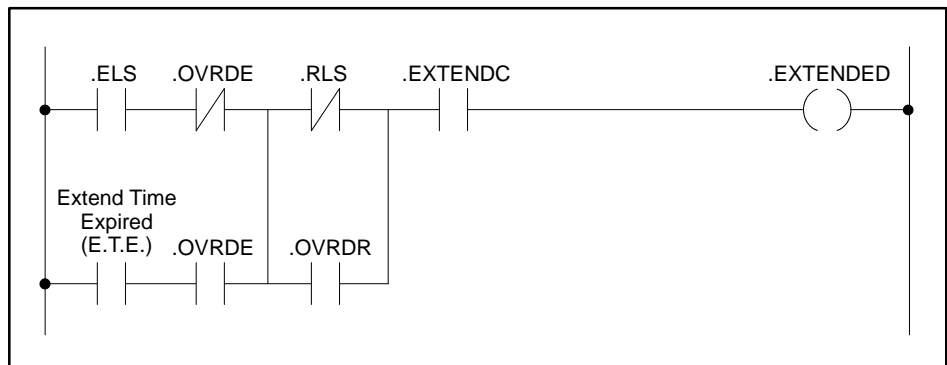 .ELS .OVRDE .RLS .EXTENDC .EXTENDED
Extend Time
Expired
(E.T.E.) .OVRDE .OVRDR